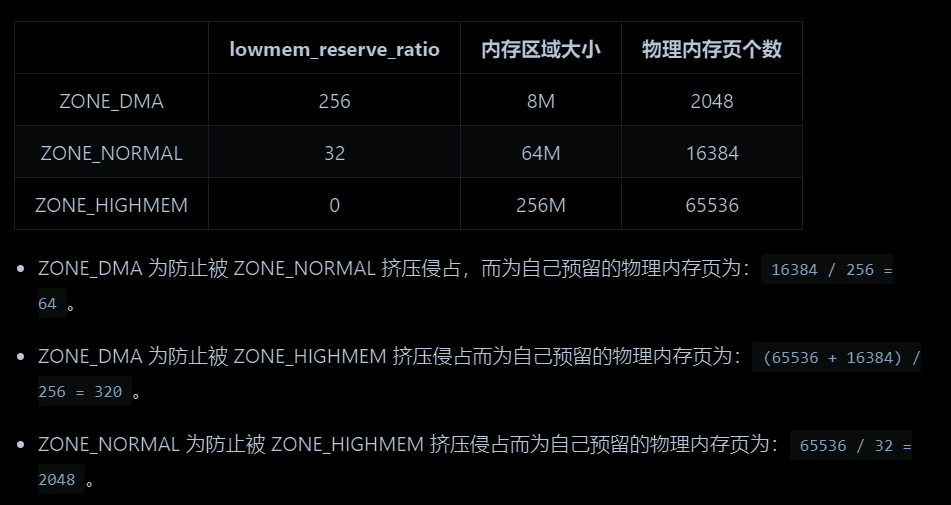 lowmem_reserve_ratio 内存区域大小 物理内存页个数
ZONE_DMA 256 8M 2048
ZONE_NORMAL 32 64M 16384
ZONE_HIGHMEM 0 256M 65536
• ZONE_DMA 为防止被 ZONE_NORMAL 挤压侵占，而为自己预留的物理内存页为：16384 / 256 =
64 。
• ZONE_DMA 为防止被 ZONE_HIGHMEM 挤压侵占而为自己预留的物理内存页为：(65536 + 16384) /
256 = 320 。
• ZONE_NORMAL 为防止被 ZONE_HIGHMEM 挤压侵占而为自己预留的物理内存页为：65536 / 32 =
2048 。